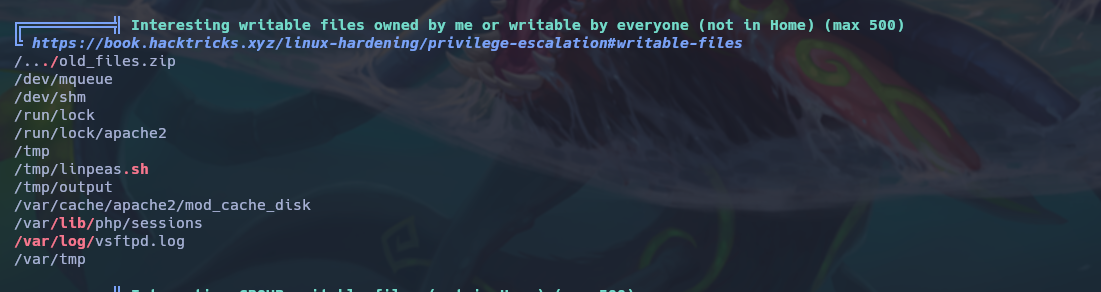 ╔══════════╣ Interesting writable files owned by me or writable by everyone (not in Home) (max 500)
╚ https://book.hacktricks.xyz/linux-hardening/privilege-escalation#writable-files
/.../old_files.zip
/dev/mqueue
/dev/shm
/run/lock
/run/lock/apache2
/tmp
/tmp/linpeas.sh
/tmp/output
/var/cache/apache2/mod_cache_disk
/var/lib/php/sessions
/var/log/vsftpd.log
/var/tmp